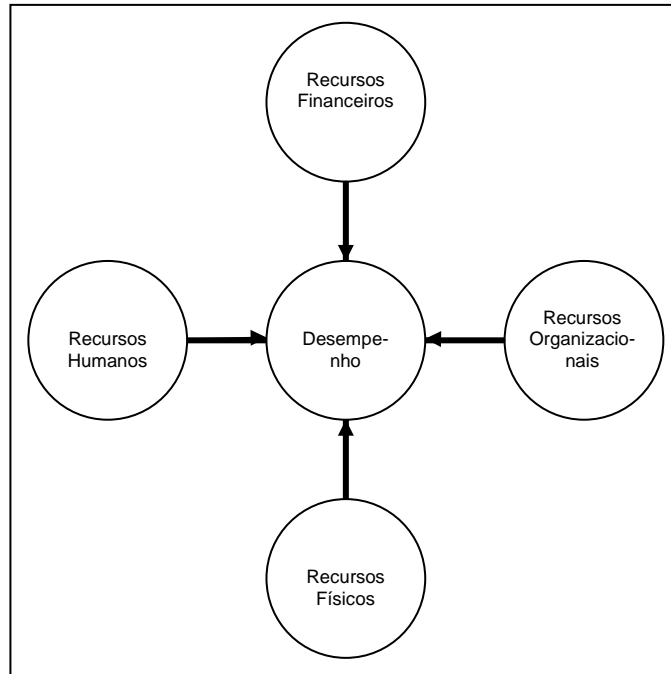 Recursos
Financeiros
Recursos
Humanos
Desempe-
nho
Recursos
Organizacio-
nais
Recursos
Físicos